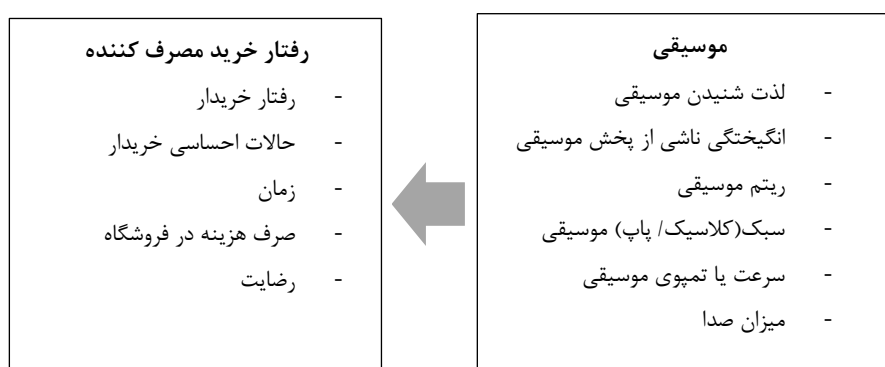 موسیقی
- لذت شنیدن موسیقی
- انگیختگی ناشی از پخش موسیقی
- ریتم موسیقی
- سبک(کلاسیک/ پاپ) موسیقی
- سرعت یا تمپوی موسیقی
- میزان صدا
رفتار خرید مصرف کننده
- رفتار خریدار
- حالات احساسی خریدار
- زمان
- صرف هزینه در فروشگاه
- رضایت